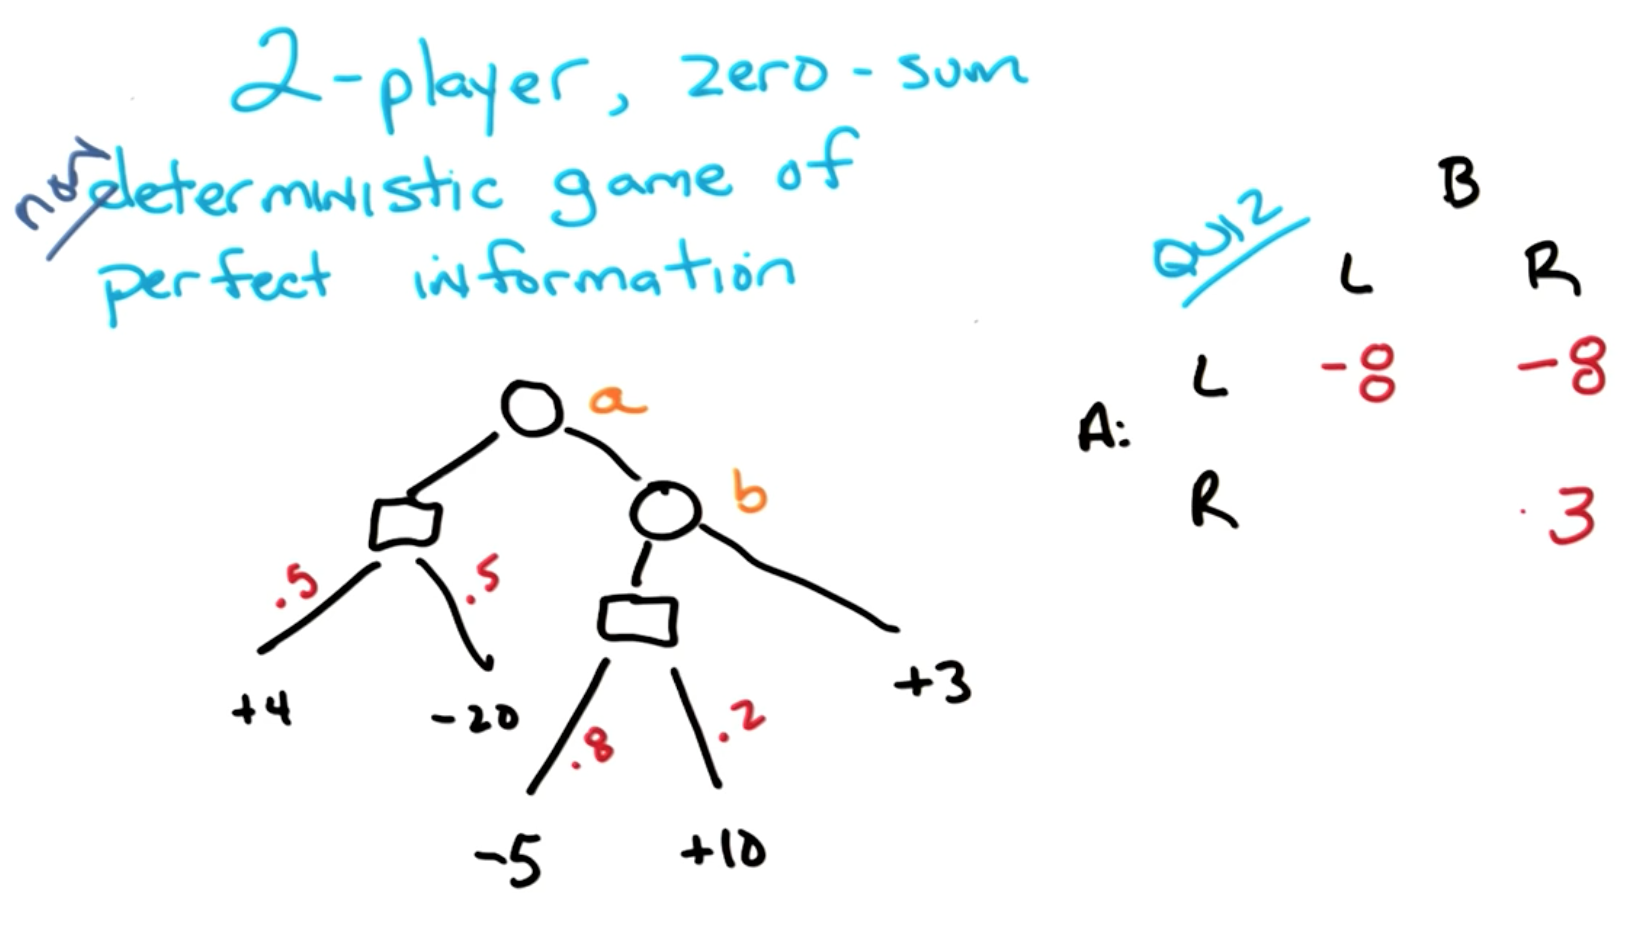 2-player, zero-sum
non
deterministic game of
perfect information
QUIZ
B
L R
L -8 -8
A:
R .3
a
b
.5 .5
+4 -20
.8 .2
-5 +10
+3